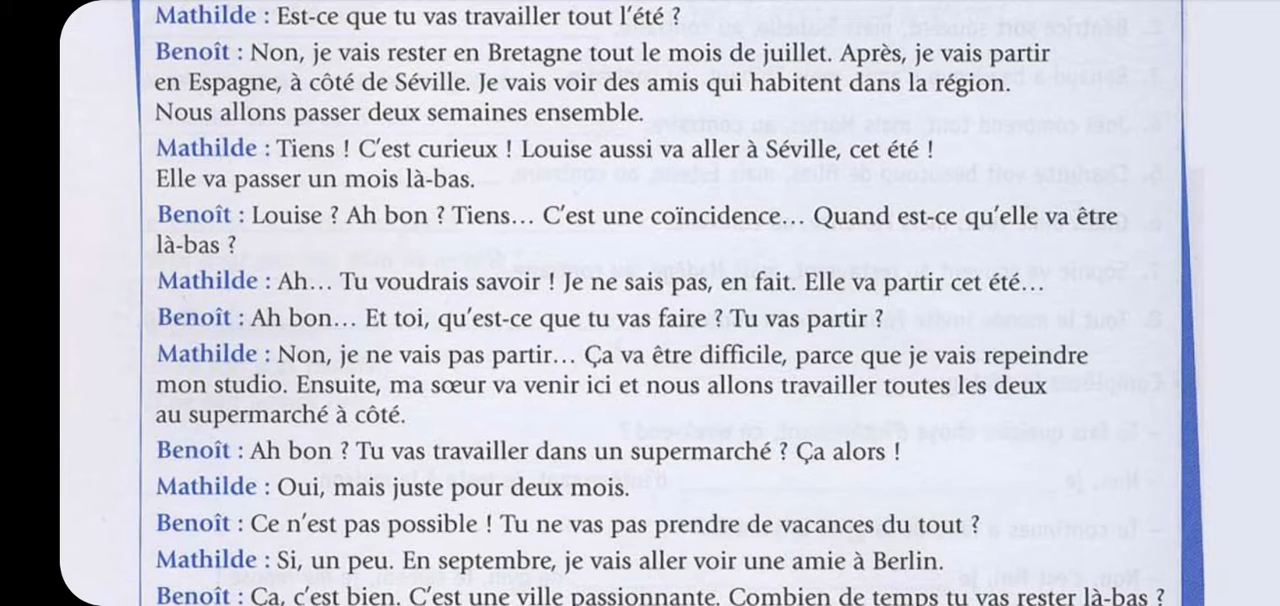 Mathilde : Est-ce que tu vas travailler tout l'été ?
Benoît : Non, je vais rester en Bretagne tout le mois de juillet. Après, je vais partir
en Espagne, à côté de Séville. Je vais voir des amis qui habitent dans la région.
Nous allons passer deux semaines ensemble.
Mathilde : Tiens ! C'est curieux ! Louise aussi va aller à Séville, cet été !
Elle va passer un mois là-bas.
Benoît : Louise ? Ah bon ? Tiens... C'est une coïncidence... Quand est-ce qu'elle va être
là-bas ?
Mathilde : Ah... Tu voudrais savoir ! Je ne sais pas, en fait. Elle va partir cet été...
Benoît : Ah bon... Et toi, qu'est-ce que tu vas faire ? Tu vas partir ?
Mathilde : Non, je ne vais pas partir... Ça va être difficile, parce que je vais repeindre
mon studio. Ensuite, ma sœur va venir ici et nous allons travailler toutes les deux
au supermarché à côté.
Benoît : Ah bon ? Tu vas travailler dans un supermarché ? Ça alors !
Mathilde : Oui, mais juste pour deux mois.
Benoît : Ce n'est pas possible ! Tu ne vas pas prendre de vacances du tout ?
Mathilde : Si, un peu. En septembre, je vais aller voir une amie à Berlin.
Benoît : Ça, c'est bien. C'est une ville passionnante. Combien de temps tu vas rester là-bas ?